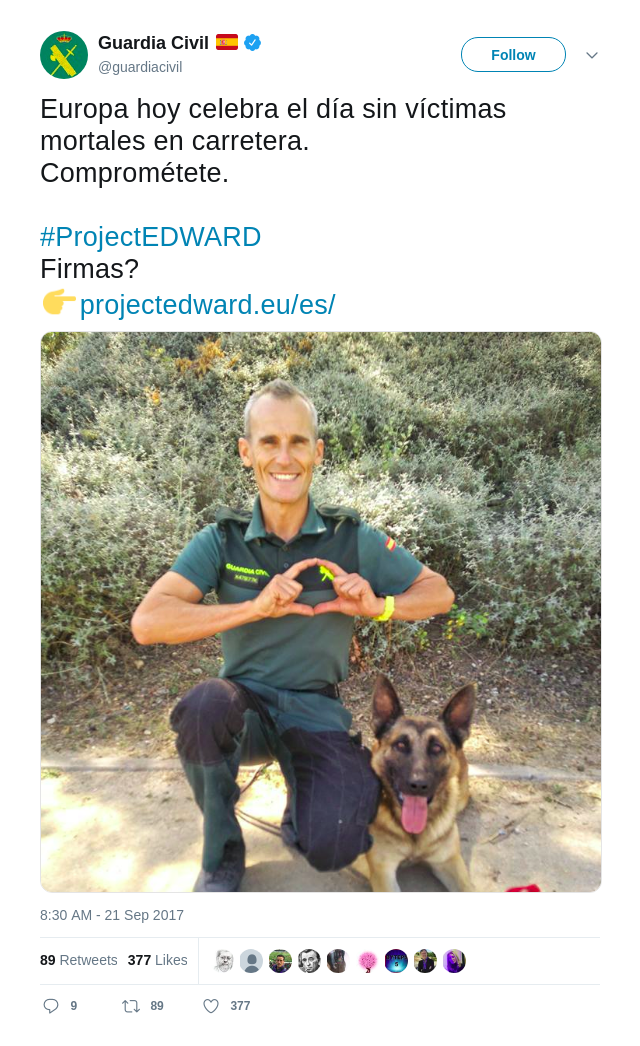 Guardia Civil
@guardiacivil
Follow
Europa hoy celebra el día sin víctimas
mortales en carretera.
Comprométete.
#ProjectEDWARD
Firmas?
projectedward.eu/es/
GUARDIA CIVIL
8:30 AM - 21 Sep 2017
89 Retweets 377 Likes
9 89 377